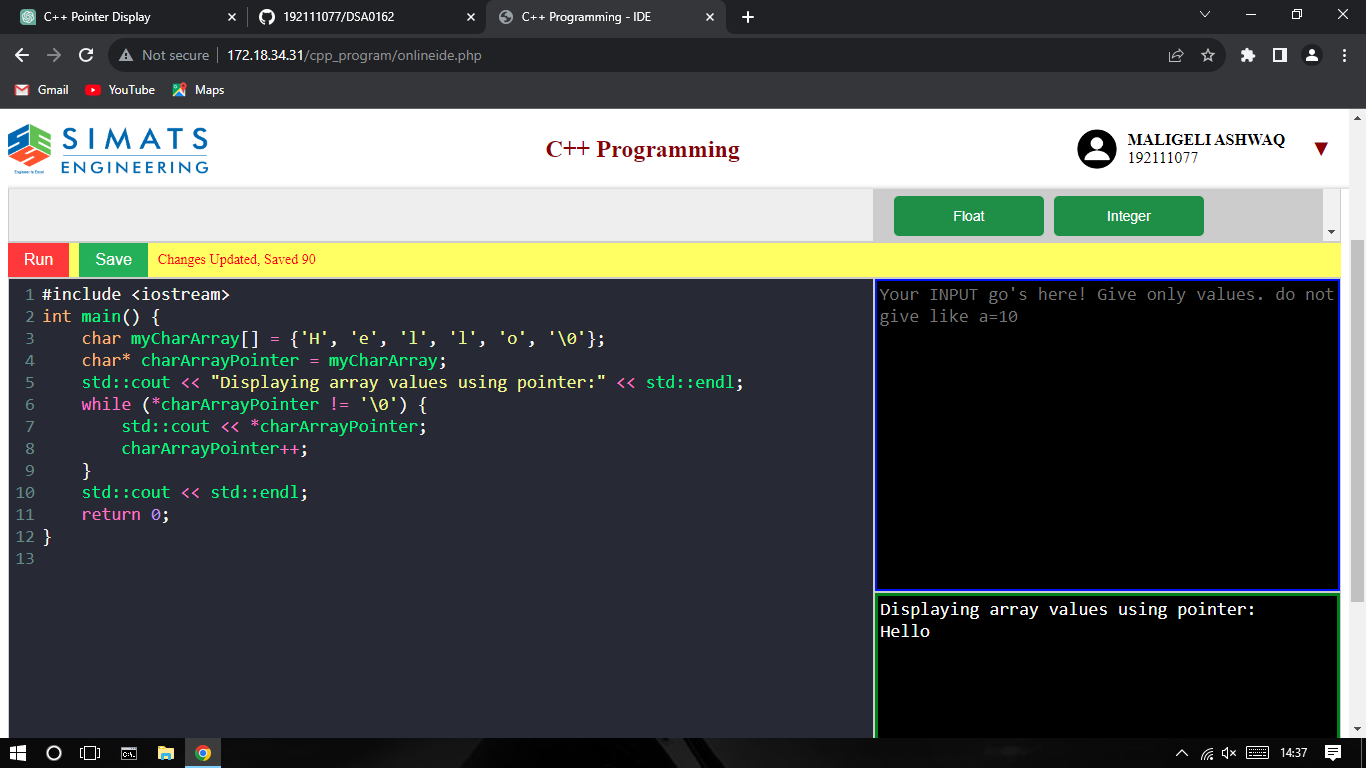 C++ Pointer Display
192111077/DSA0162
C++ Programming - IDE
Not secure
172.18.34.31/cpp_program/onlineide.php
Gmail
YouTube
Maps
SIMATS
ENGINEERING
Engineer to Excel
C++ Programming
MALIGELI ASHWAQ
192111077
Float
Integer
Run
Save
Changes Updated, Saved 90
1 #include <iostream>
2 int main() {
3     char myCharArray[] = {'H', 'e', 'l', 'l', 'o', '\0'};
4     char* charArrayPointer = myCharArray;
5     std::cout << "Displaying array values using pointer:" << std::endl;
6     while (*charArrayPointer != '\0') {
7         std::cout << *charArrayPointer;
8         charArrayPointer++;
9     }
10     std::cout << std::endl;
11     return 0;
12 }
13
Your INPUT go's here! Give only values. do not
give like a=10
Displaying array values using pointer:
Hello
14:37